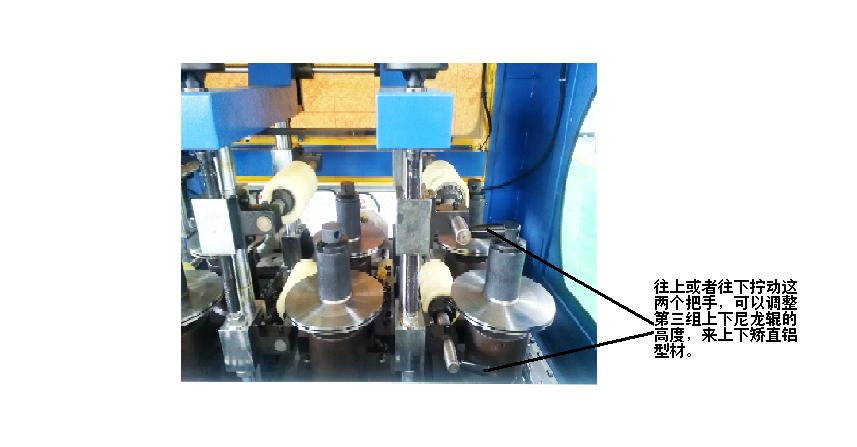 往上或者往下拧动这
两个把手，可以调整
第三组上下尼龙辊的
高度，来上下矫直铝
型材。